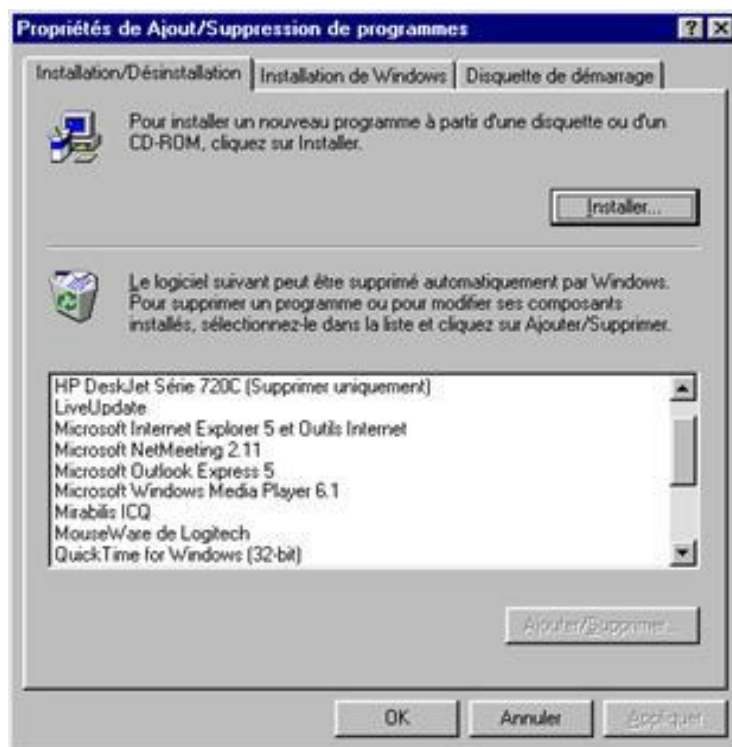 Propriétés de Ajout/Suppression de programmes
Installation/Désinstallation Installation de Windows Disquette de démarrage
Pour installer un nouveau programme à partir d'une disquette ou d'un
CD-ROM, cliquez sur Installer.
Installer...
Le logiciel suivant peut être supprimé automatiquement par Windows.
Pour supprimer un programme ou pour modifier ses composants
installés, sélectionnez-le dans la liste et cliquez sur Ajouter/Supprimer.
HP DeskJet Série 720C (Supprimer uniquement)
LiveUpdate
Microsoft Internet Explorer 5 et Outils Internet
Microsoft NetMeeting 2.11
Microsoft Outlook Express 5
Microsoft Windows Media Player 6.1
Mirabilis ICQ
MouseWare de Logitech
QuickTime for Windows (32-bit)
Ajouter/Supprimer...
OK Annuler Appliquer